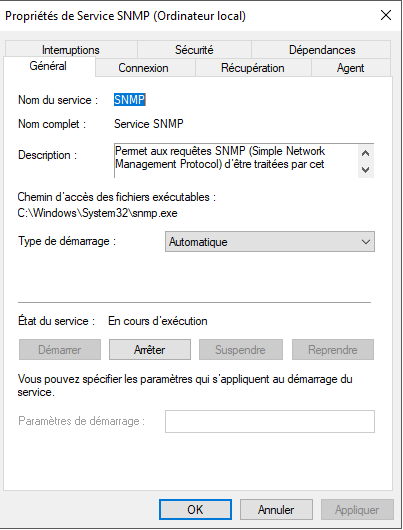 Propriétés de Service SNMP (Ordinateur local)
Interruptions Sécurité Dépendances
Général Connexion Récupération Agent
Nom du service : SNMP
Nom complet : Service SNMP
Description : Permet aux requêtes SNMP (Simple Network
Management Protocol) d'être traitées par cet
Chemin d'accès des fichiers exécutables :
C:\Windows\System32\snmp.exe
Type de démarrage : Automatique
État du service : En cours d'exécution
Démarrer Arrêter Suspendre Reprendre
Vous pouvez spécifier les paramètres qui s'appliquent au démarrage du
service.
Paramètres de démarrage :
OK Annuler Appliquer